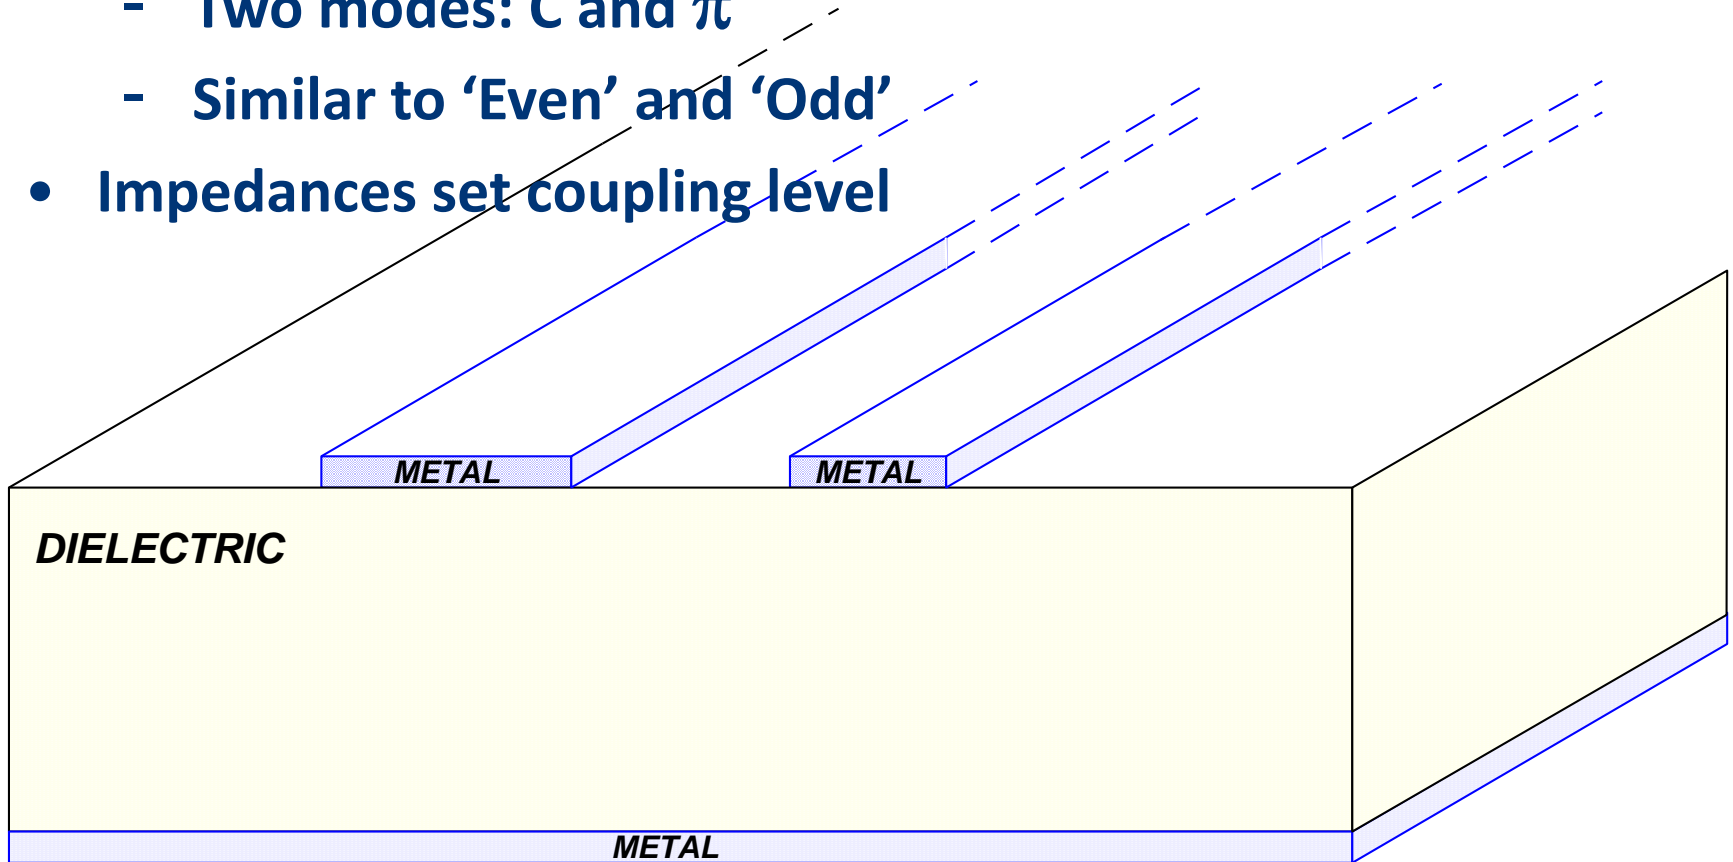 - Two modes: C and π
- Similar to ‘Even’ and ‘Odd’
• Impedances set coupling level
METAL METAL
DIELECTRIC
METAL